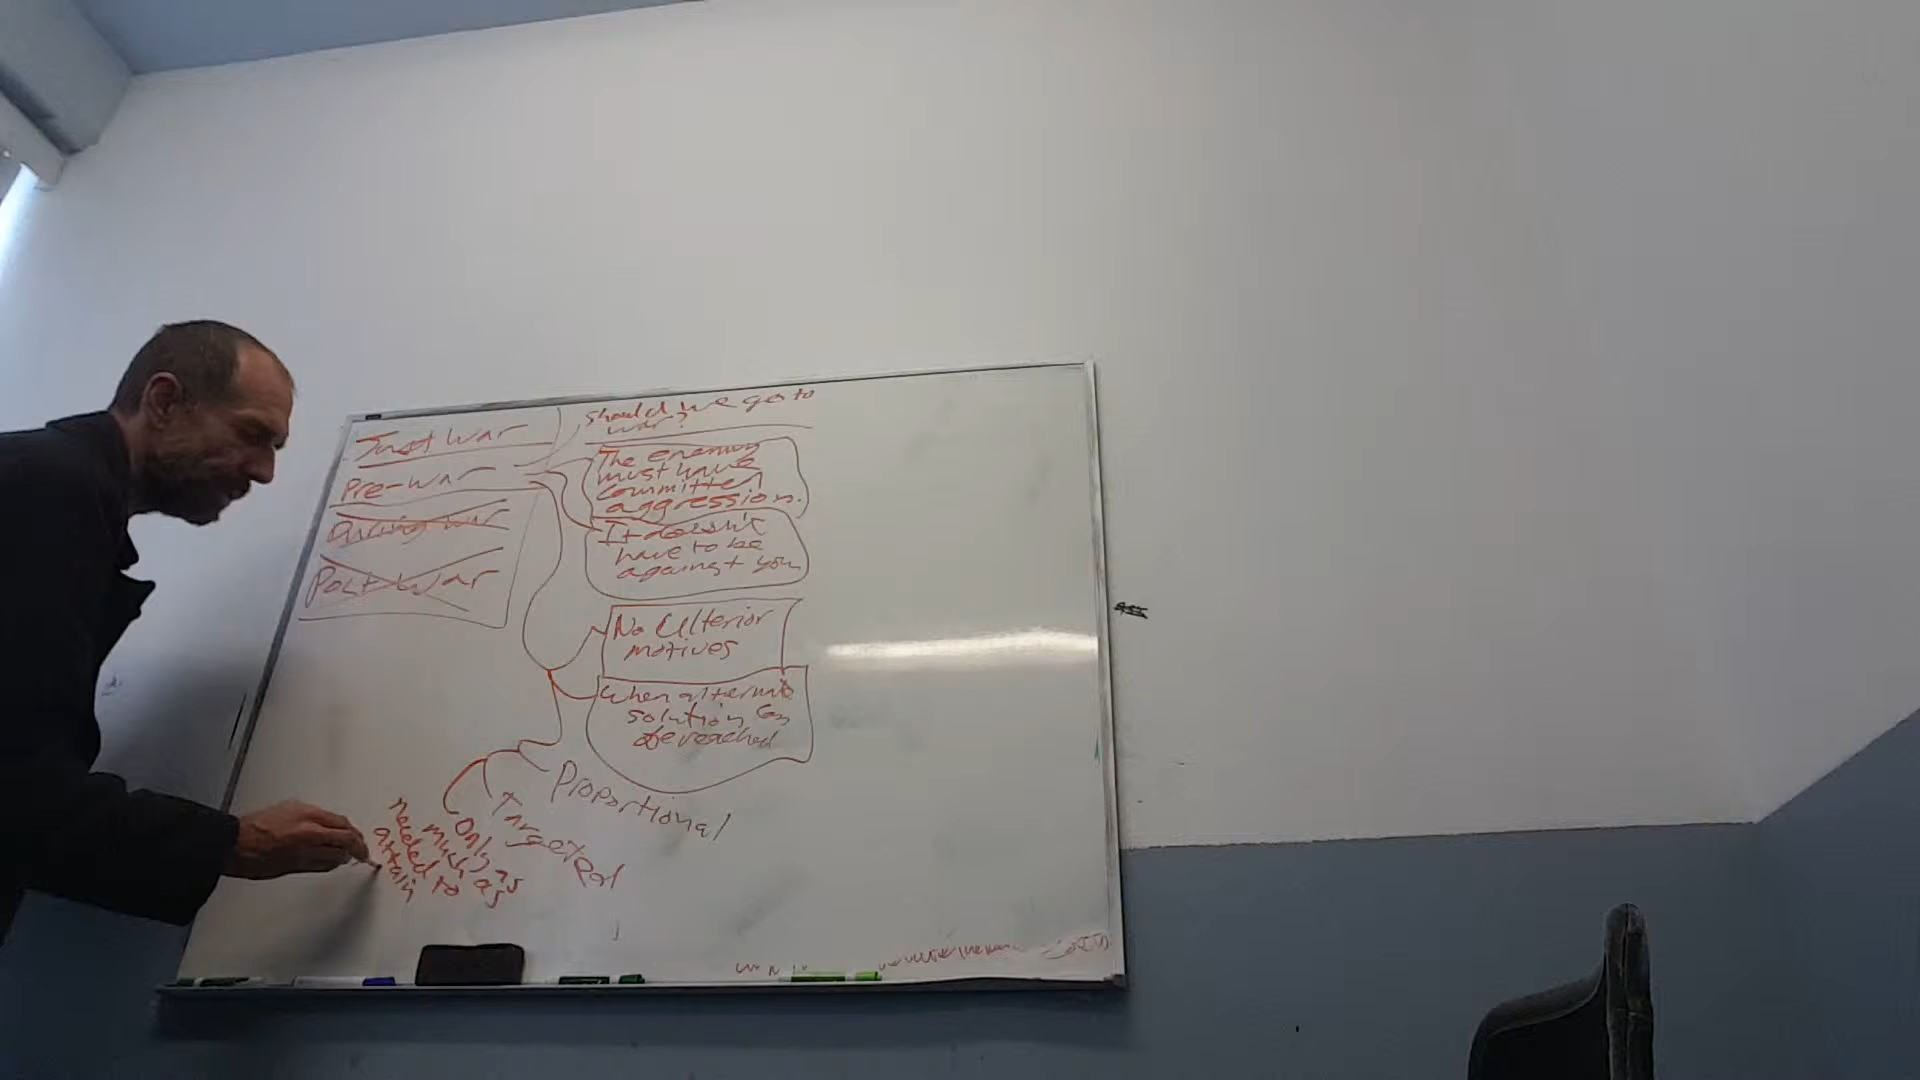 Just War
Pre-war
During war
Post war
Should we go to
war?
The enemy
must have
committed
aggression.
It doesn't
have to be
against you
No Ulterior
motives
When alternate
solution can
be reached
Proportional
Targeted
Only as
much as
needed to
attain